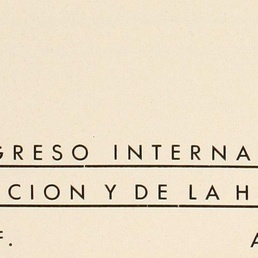 GRESO INTERNA
CION Y DE LA H
F. A